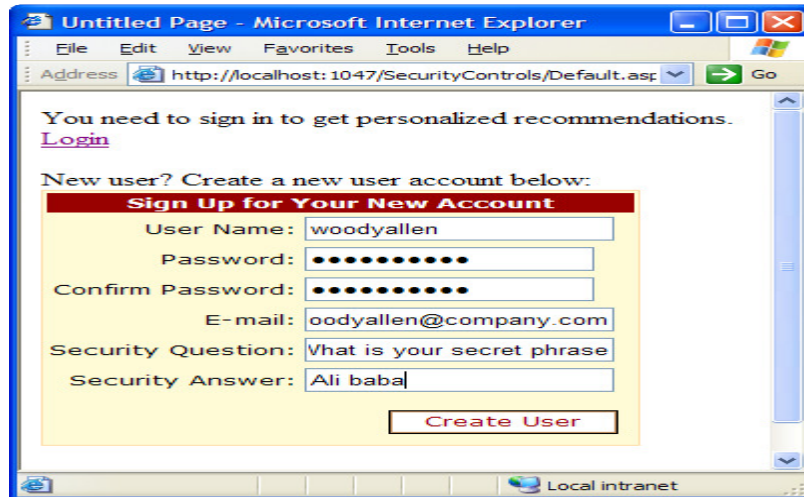 Untitled Page - Microsoft Internet Explorer
File Edit View Favorites Tools Help
Address http://localhost:1047/SecurityControls/Default.asp Go
You need to sign in to get personalized recommendations.
Login
New user? Create a new user account below:
Sign Up for Your New Account
User Name: woodyallen
Password: ●●●●●●●●●●
Confirm Password: ●●●●●●●●●●
E-mail: oodyallen@company.com
Security Question: What is your secret phrase
Security Answer: Ali baba
Create User
Local intranet